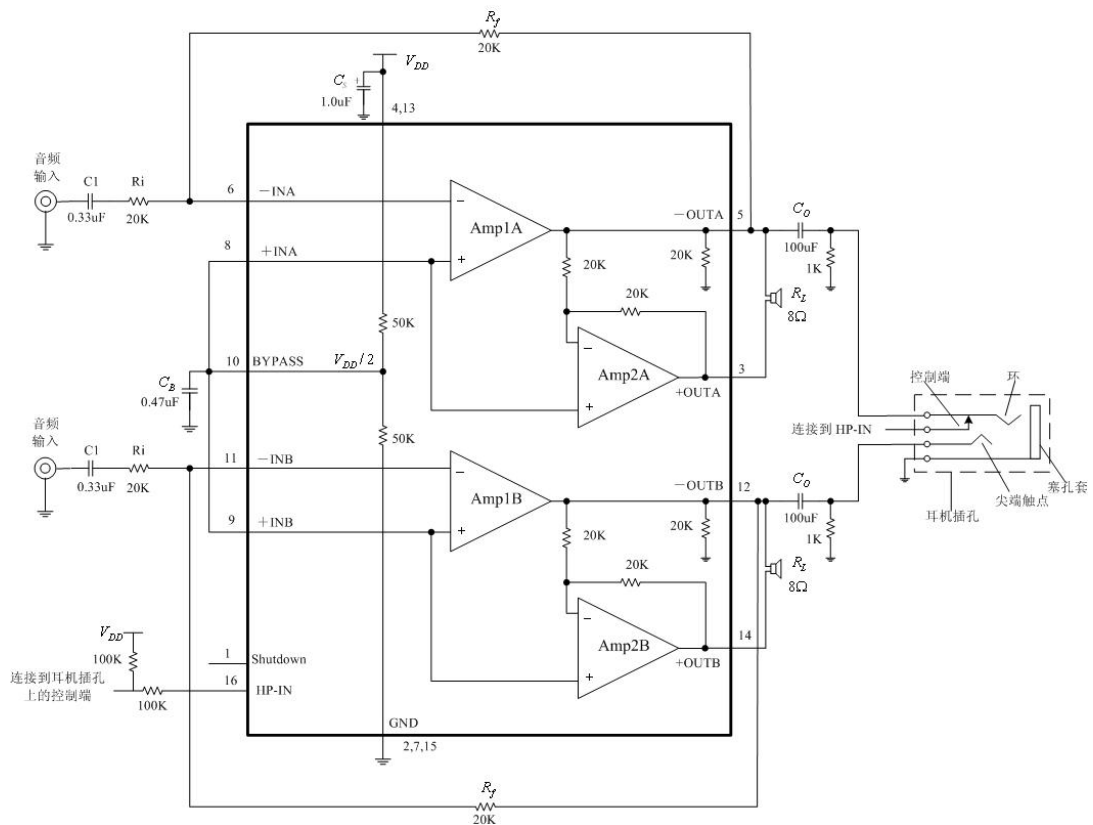 R_f
20K
V_DD
C_s +
1.0uF
4,13
音频
输入
C1
Ri
0.33uF
20K
6
－INA
－
Amp1A
+
－OUTA
5
C_O
100uF
20K
1K
8
＋INA
20K
20K
R_L
8Ω
50K
10
BYPASS
V_DD/2
－
Amp2A
+
3
+OUTA
C_B
0.47uF
50K
控制端
环
连接到 HP-IN
尖端触点
塞孔套
耳机插孔
音频
输入
C1
Ri
0.33uF
20K
11
－INB
－
Amp1B
+
－OUTB
12
C_O
100uF
20K
1K
9
＋INB
20K
20K
R_L
8Ω
－
Amp2B
+
14
+OUTB
V_DD
100K
1
Shutdown
连接到耳机插孔
上的控制端
16
HP-IN
100K
GND
2,7,15
R_f
20K